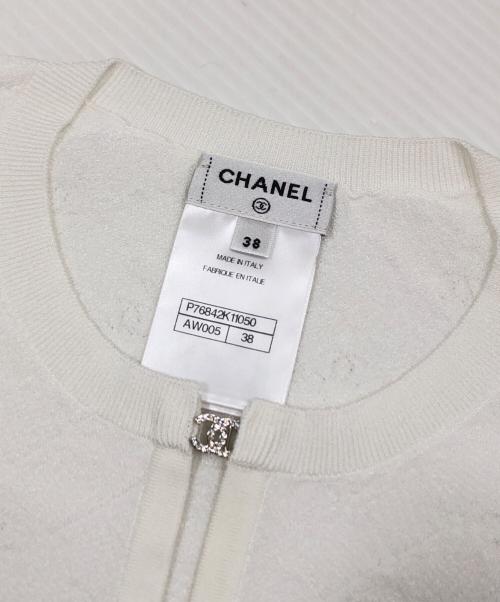 CHANEL
38
MADE IN ITALY
FABRIQUE EN ITALIE
P76842K11050
AW005 38